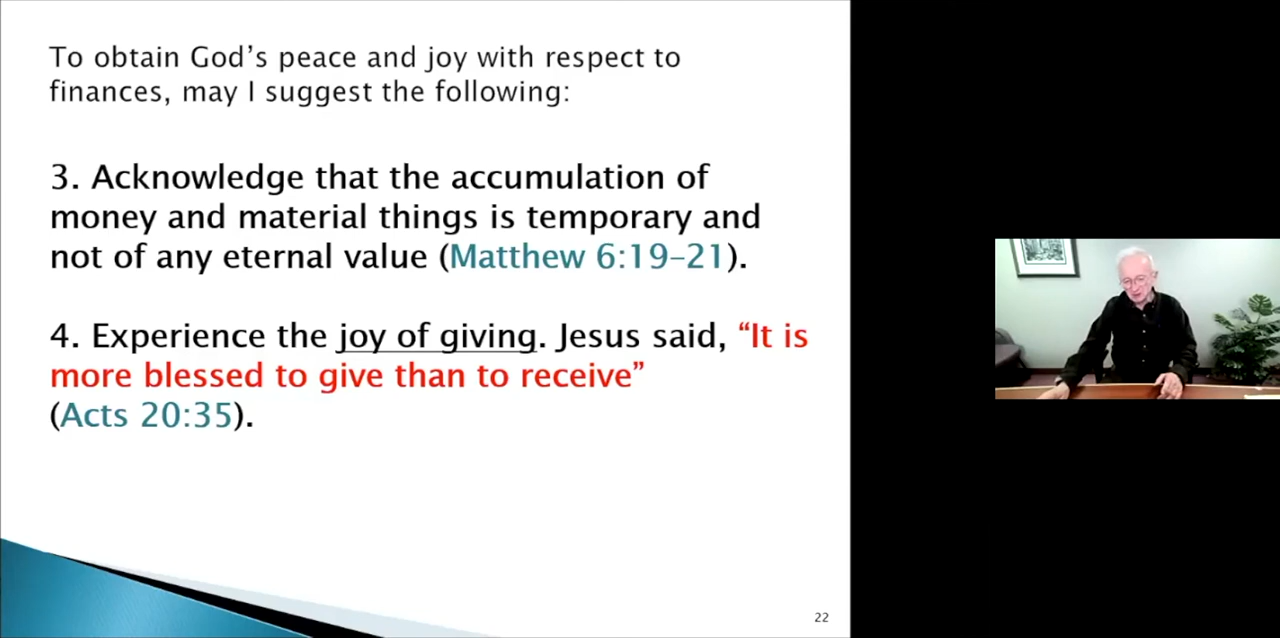 To obtain God’s peace and joy with respect to
finances, may I suggest the following:
3. Acknowledge that the accumulation of
money and material things is temporary and
not of any eternal value (Matthew 6:19–21).
4. Experience the joy of giving. Jesus said, “It is
more blessed to give than to receive”
(Acts 20:35).
22